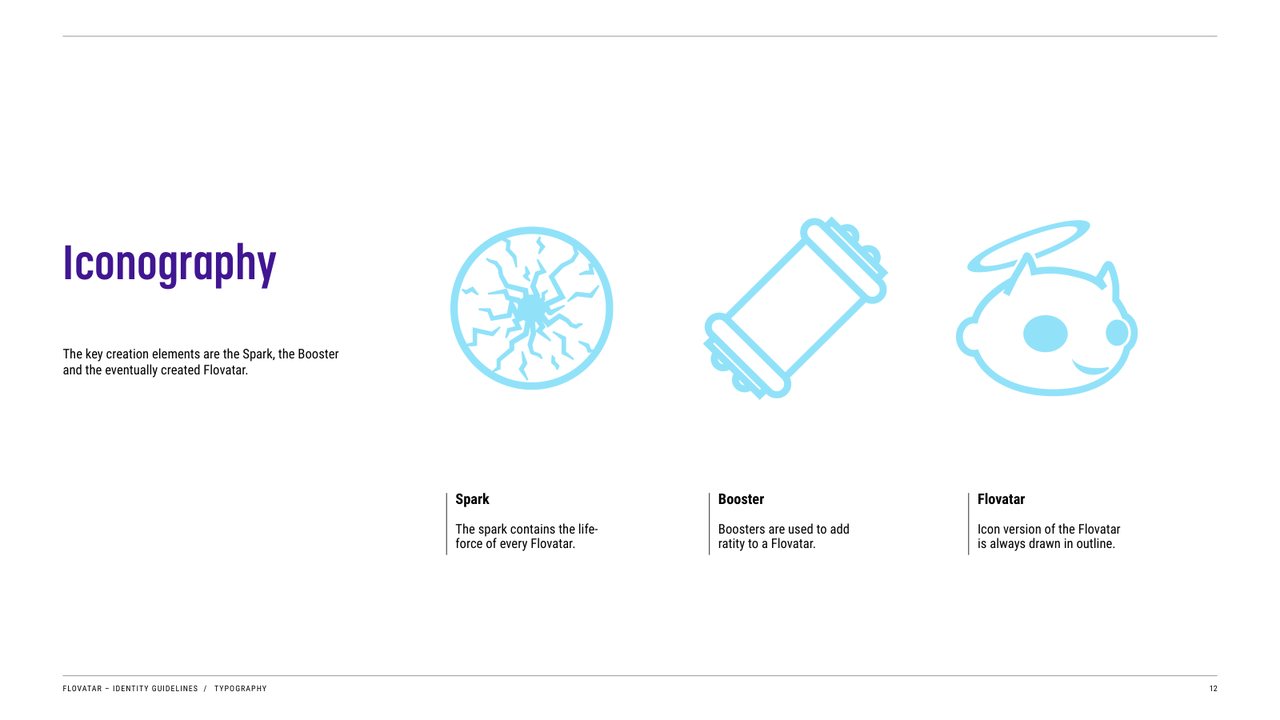 Iconography
The key creation elements are the Spark, the Booster
and the eventually created Flovatar.
Spark
The spark contains the life-
force of every Flovatar.
Booster
Boosters are used to add
ratity to a Flovatar.
Flovatar
Icon version of the Flovatar
is always drawn in outline.
FLOVATAR – IDENTITY GUIDELINES / TYPOGRAPHY
12